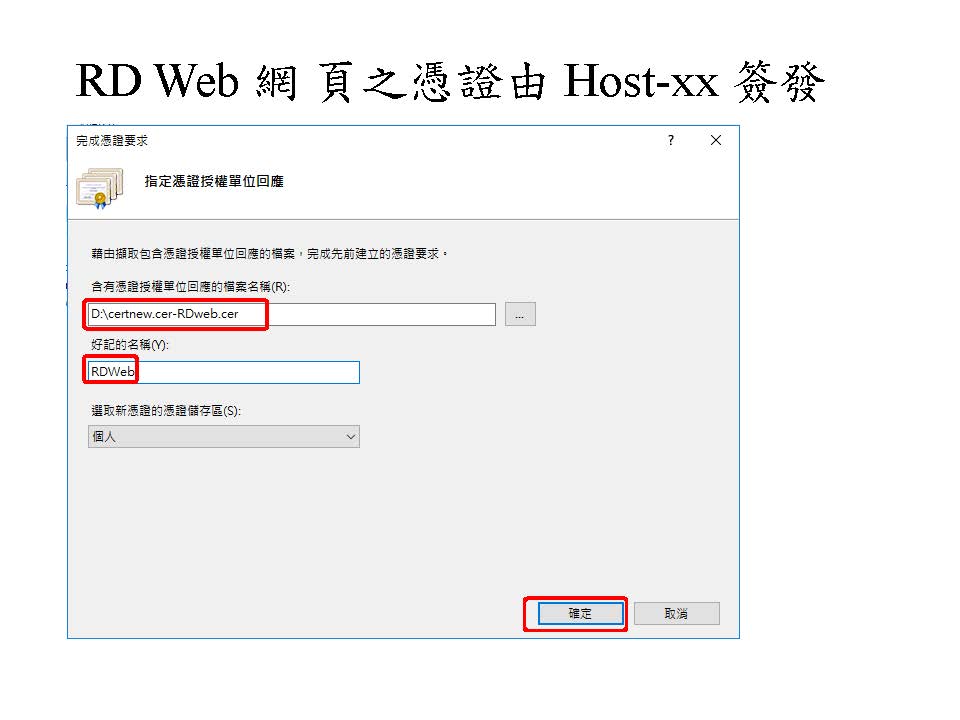 RD Web 網 頁之憑證由 Host-xx 簽發
完成憑證要求 ?
指定憑證授權單位回應
藉由擷取包含憑證授權單位回應的檔案，完成先前建立的憑證要求。
含有憑證授權單位回應的檔案名稱(R):
D:\certnew.cer-RDweb.cer ...
好記的名稱(Y):
RDWeb
選取新憑證的憑證儲存區(S):
個人
確定 取消